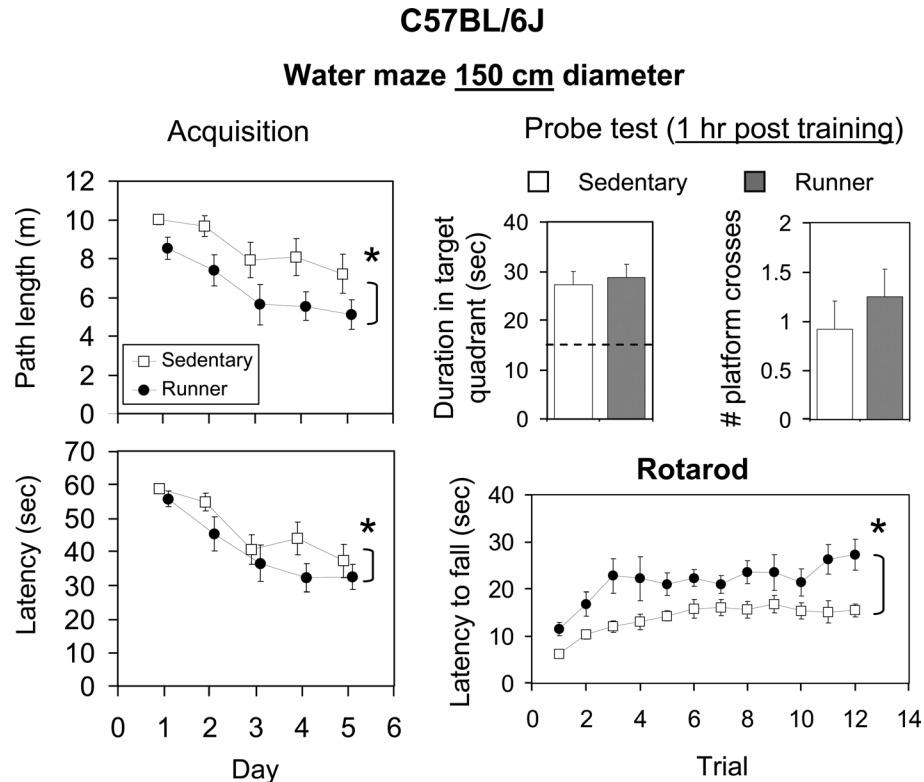 C57BL/6J
Water maze 150 cm diameter
Acquisition
Probe test (1 hr post training)
Sedentary
Runner
Path length (m)
12
10
8
6
4
2
0
Sedentary
Runner
Duration in target
quadrant (sec)
40
30
20
10
0
# platform crosses
2
1.5
1
0.5
0
*
Latency (sec)
70
60
50
40
30
20
10
0
*
0 1 2 3 4 5 6
Day
Rotarod
Latency to fall (sec)
40
30
20
10
0
*
0 2 4 6 8 10 12 14
Trial